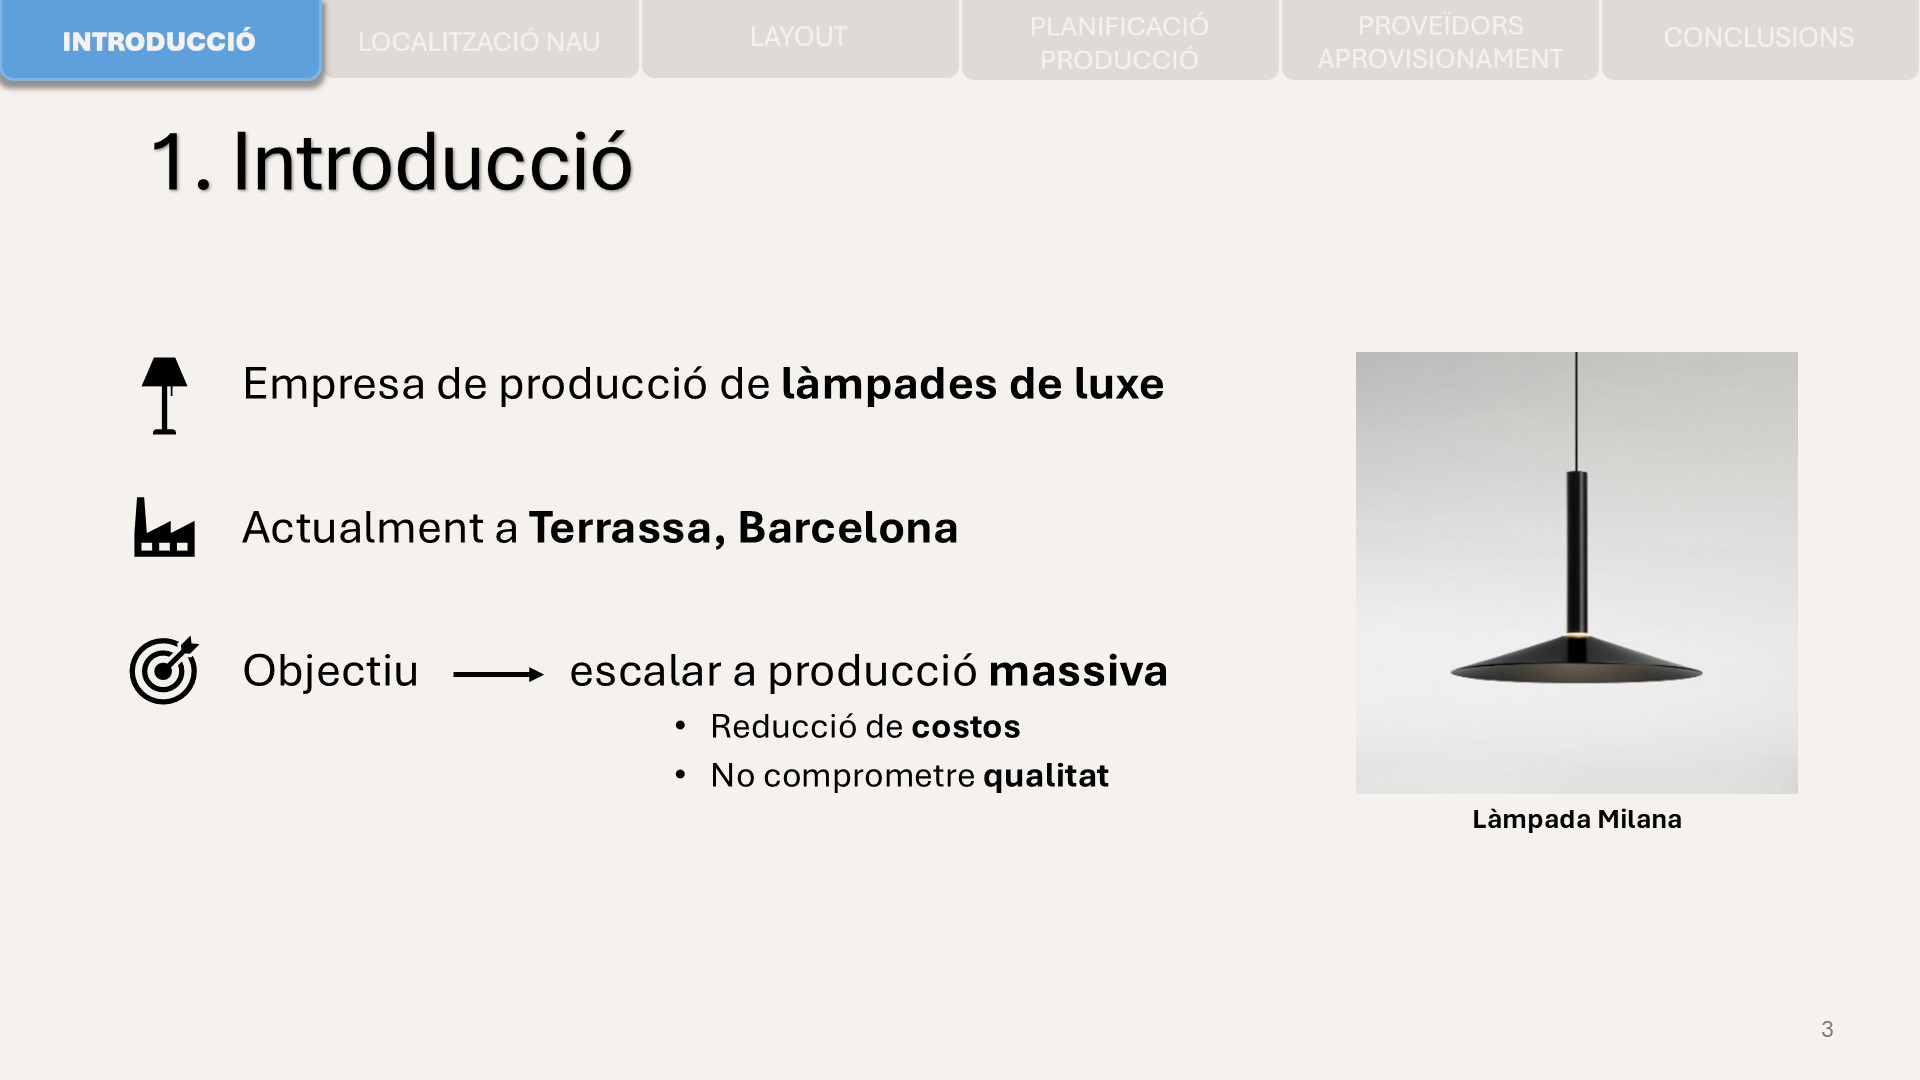 INTRODUCCIÓ
LOCALITZACIÓ NAU
LAYOUT
PLANIFICACIÓ
PRODUCCIÓ
PROVEÏDORS
APROVISIONAMENT
CONCLUSIONS
1. Introducció
Empresa de producció de làmpades de luxe
Actualment a Terrassa, Barcelona
Objectiu
escalar a producció massiva
• Reducció de costos
• No comprometre qualitat
Làmpada Milana
3